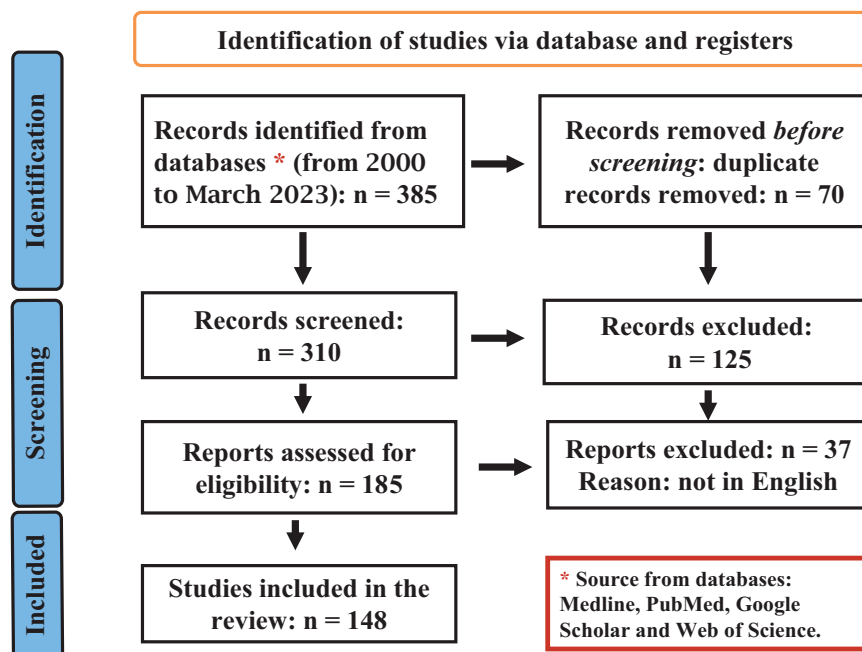 Identification of studies via database and registers
Identification
Records identified from
databases * (from 2000
to March 2023): n = 385
Records removed before
screening: duplicate
records removed: n = 70
Screening
Records screened:
n = 310
Records excluded:
n = 125
Reports assessed for
eligibility: n = 185
Reports excluded: n = 37
Reason: not in English
Included
Studies included in the
review: n = 148
* Source from databases:
Medline, PubMed, Google
Scholar and Web of Science.